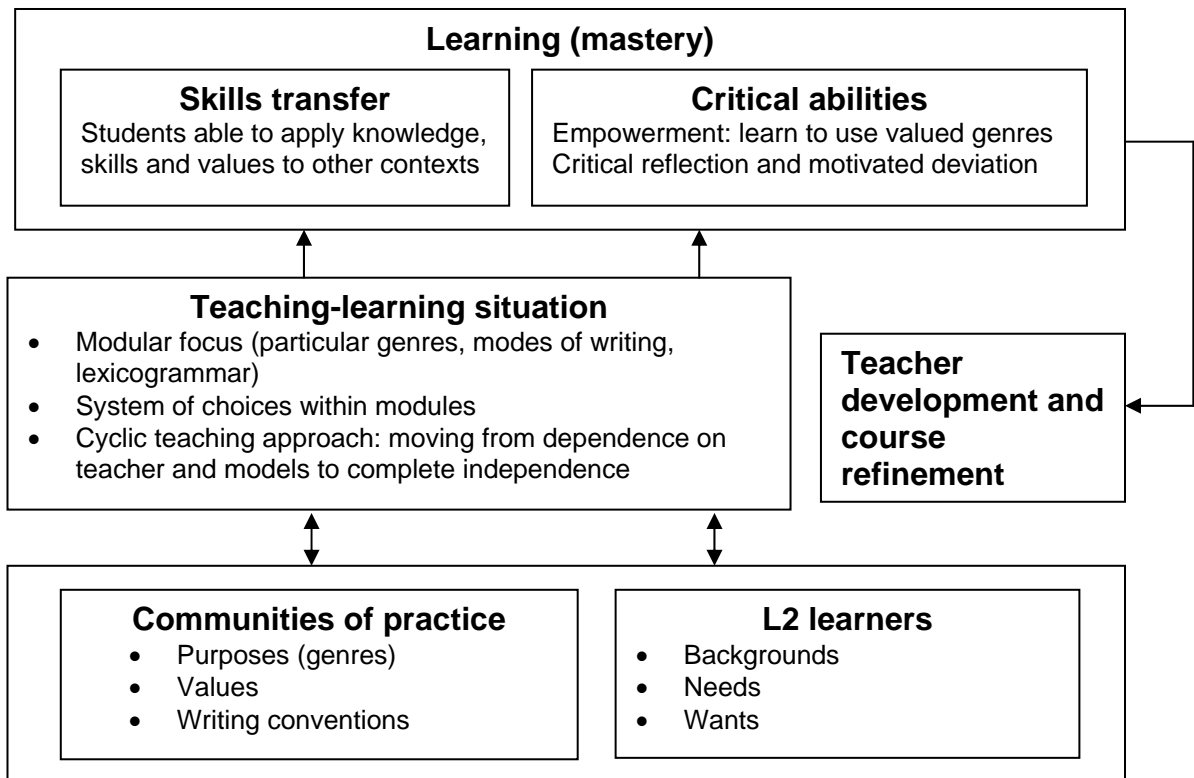 Learning (mastery)
Skills transfer
Students able to apply knowledge,
skills and values to other contexts
Critical abilities
Empowerment: learn to use valued genres
Critical reflection and motivated deviation
Teaching-learning situation
• Modular focus (particular genres, modes of writing,
lexicogrammar)
• System of choices within modules
• Cyclic teaching approach: moving from dependence on
teacher and models to complete independence
Teacher
development and
course
refinement
Communities of practice
• Purposes (genres)
• Values
• Writing conventions
L2 learners
• Backgrounds
• Needs
• Wants